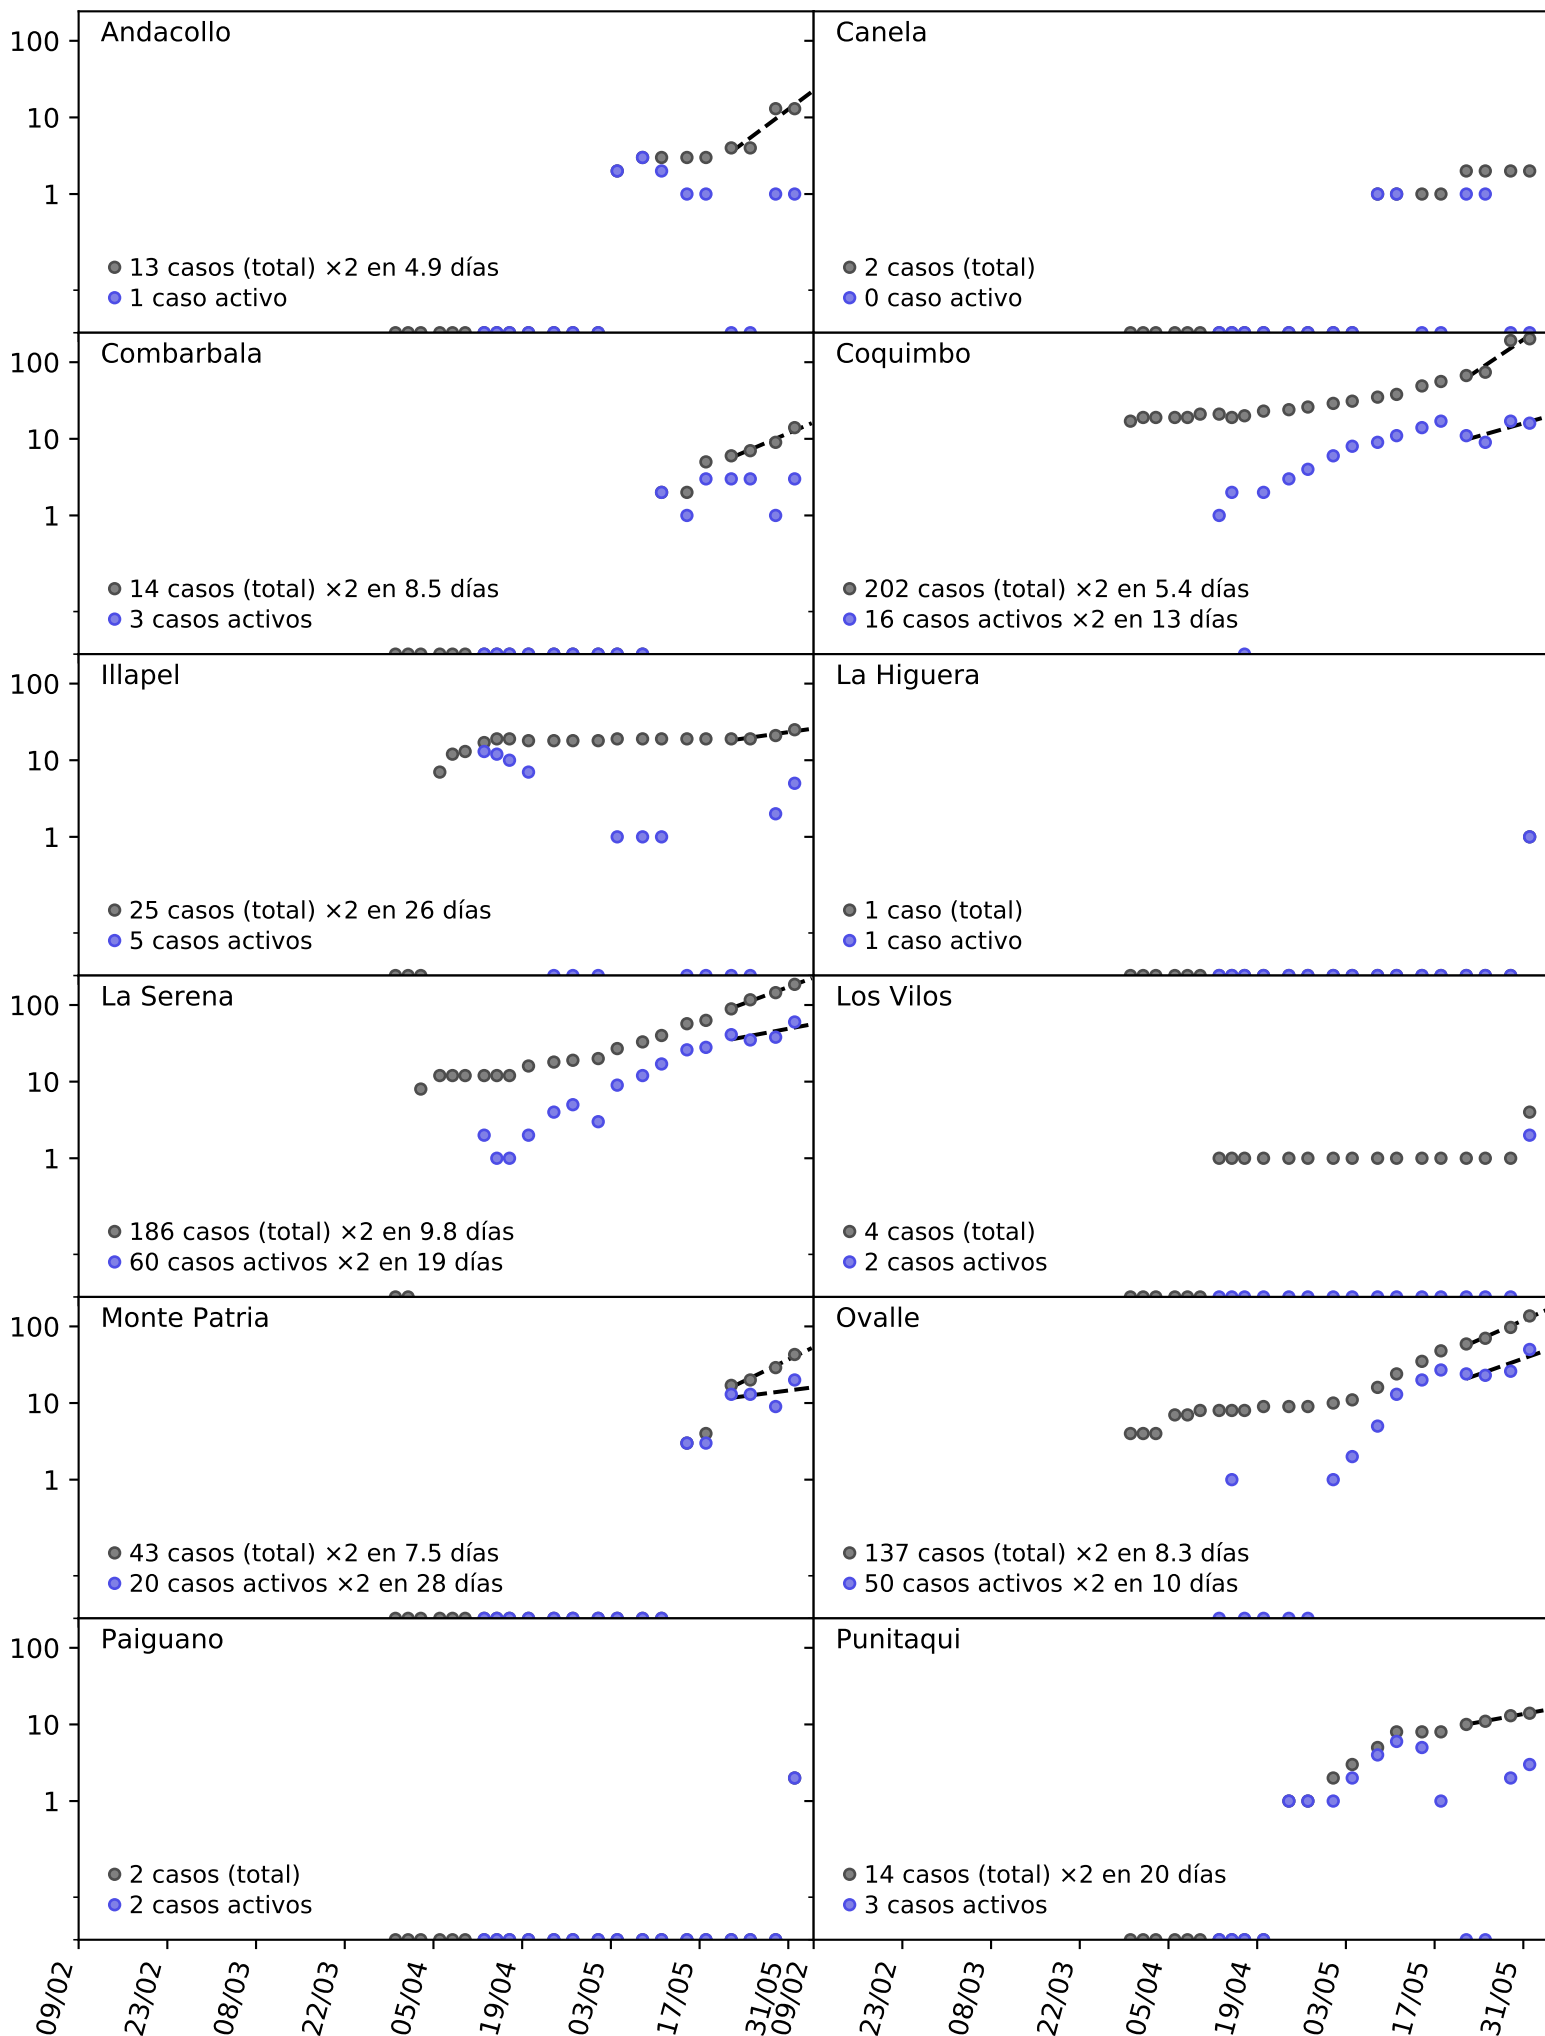 Andacollo
100
10
1
13 casos (total) ×2 en 4.9 días
1 caso activo
Canela
2 casos (total)
0 caso activo
Combarbala
100
10
1
14 casos (total) ×2 en 8.5 días
3 casos activos
Coquimbo
202 casos (total) ×2 en 5.4 días
16 casos activos ×2 en 13 días
Illapel
100
10
1
25 casos (total) ×2 en 26 días
5 casos activos
La Higuera
1 caso (total)
1 caso activo
La Serena
100
10
1
186 casos (total) ×2 en 9.8 días
60 casos activos ×2 en 19 días
Los Vilos
4 casos (total)
2 casos activos
Monte Patria
100
10
1
43 casos (total) ×2 en 7.5 días
20 casos activos ×2 en 28 días
Ovalle
137 casos (total) ×2 en 8.3 días
50 casos activos ×2 en 10 días
Paiguano
100
10
1
2 casos (total)
2 casos activos
Punitaqui
14 casos (total) ×2 en 20 días
3 casos activos
09/02
23/02
08/03
22/03
05/04
19/04
03/05
17/05
31/05
09/02
23/02
08/03
22/03
05/04
19/04
03/05
17/05
31/05